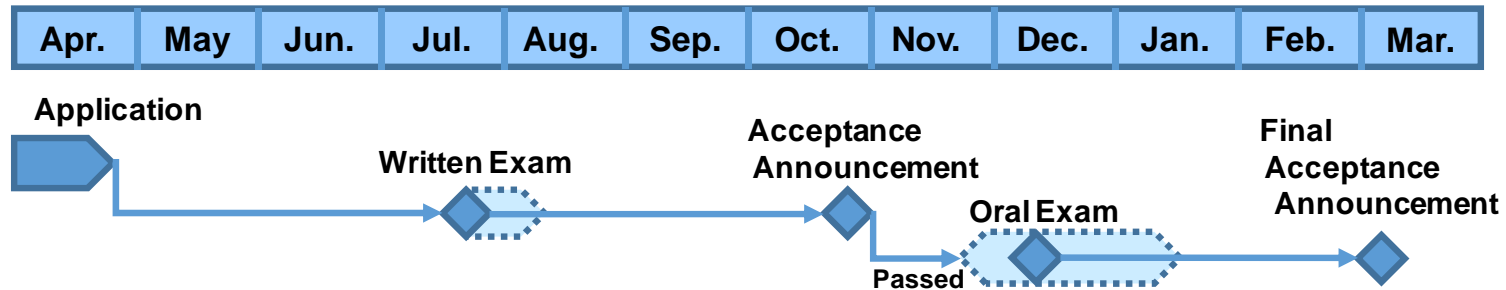 Apr. May Jun. Jul. Aug. Sep. Oct. Nov. Dec. Jan. Feb. Mar.
Application
Written Exam
Acceptance
Announcement
Passed
Oral Exam
Final
Acceptance
Announcement